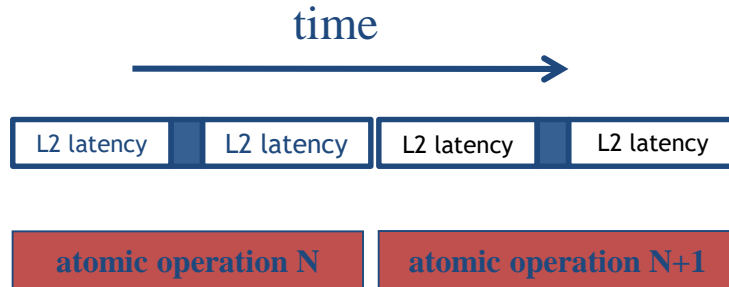 time
L2 latency L2 latency L2 latency L2 latency
atomic operation N atomic operation N+1